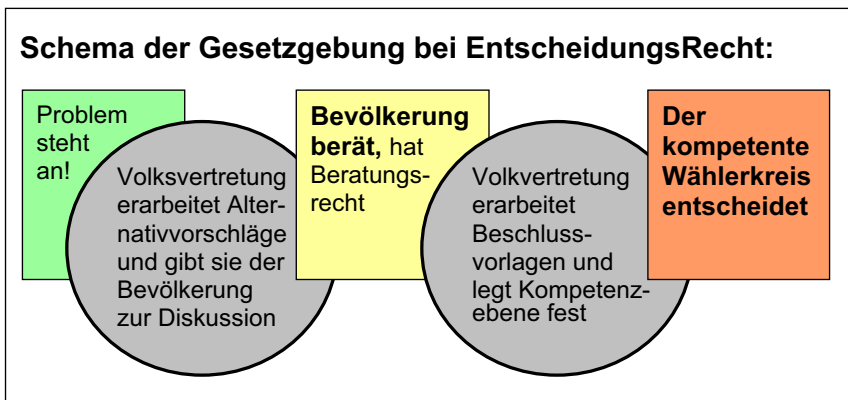 Schema der Gesetzgebung bei EntscheidungsRecht:
Problem
steht
an!
Volksvertretung
erarbeitet Alter-
nativvorschläge
und gibt sie der
Bevölkerung
zur Diskussion
Bevölkerung
berät, hat
Beratungs-
recht
Volkvertretung
erarbeitet
Beschluss-
vorlagen und
legt Kompetenz-
ebene fest
Der
kompetente
Wählerkreis
entscheidet